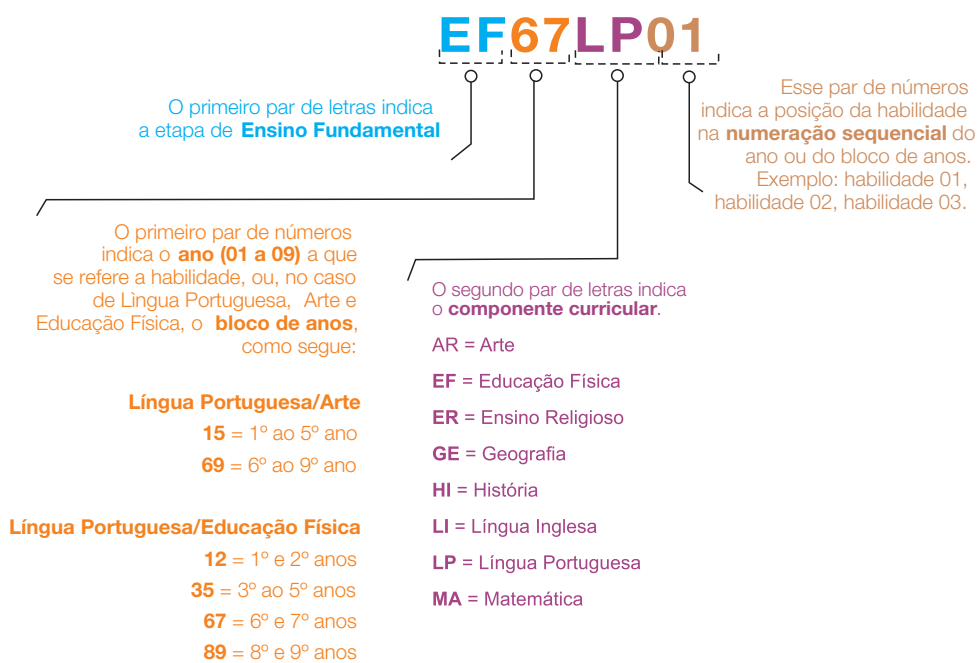 EF67LP01
O primeiro par de letras indica
a etapa de Ensino Fundamental
Esse par de números
indica a posição da habilidade
na numeração sequencial do
ano ou do bloco de anos.
Exemplo: habilidade 01,
habilidade 02, habilidade 03.
O primeiro par de números
indica o ano (01 a 09) a que
se refere a habilidade, ou, no caso
de Lìngua Portuguesa, Arte e
Educação Física, o bloco de anos,
como segue:
Língua Portuguesa/Arte
15 = 1º ao 5º ano
69 = 6º ao 9º ano
Língua Portuguesa/Educação Física
12 = 1º e 2º anos
35 = 3º ao 5º anos
67 = 6º e 7º anos
89 = 8º e 9º anos
O segundo par de letras indica
o componente curricular.
AR = Arte
EF = Educação Física
ER = Ensino Religioso
GE = Geografia
HI = História
LI = Língua Inglesa
LP = Língua Portuguesa
MA = Matemática